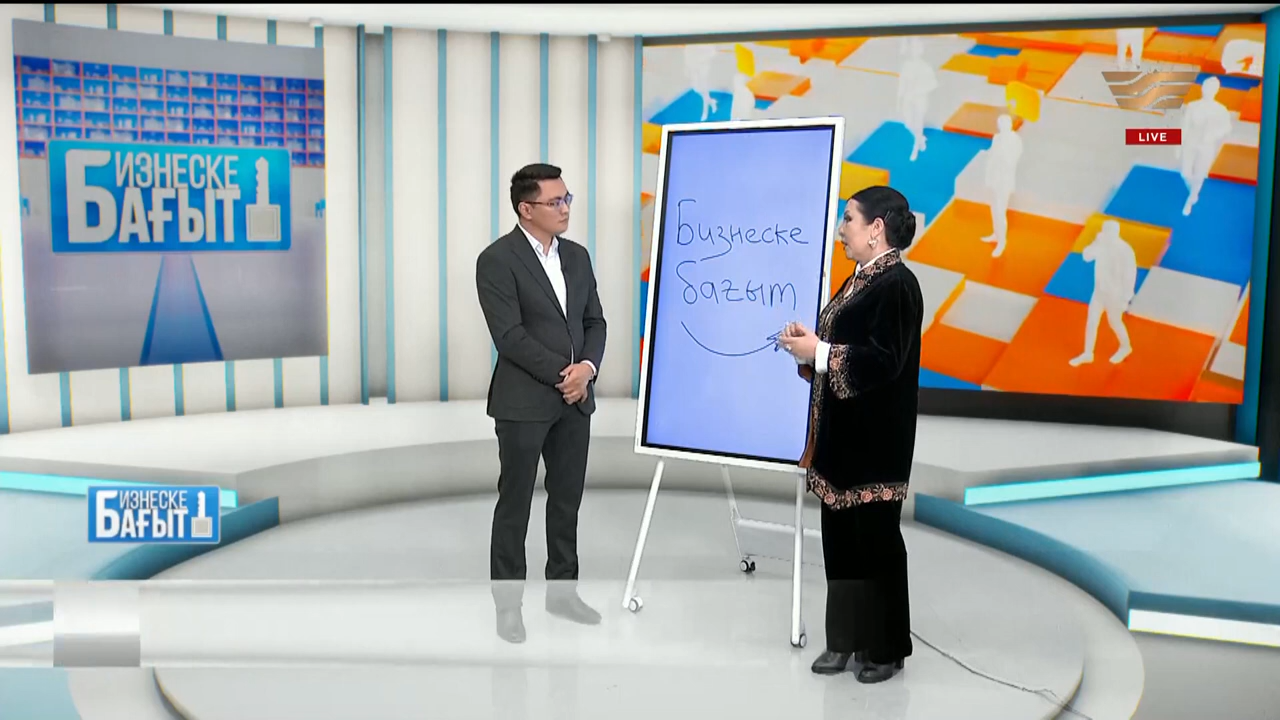 БИЗНЕСКЕ
БАҒЫТ
Бизнеске
бағыт
LIVE
БИЗНЕСКЕ
БАҒЫТ